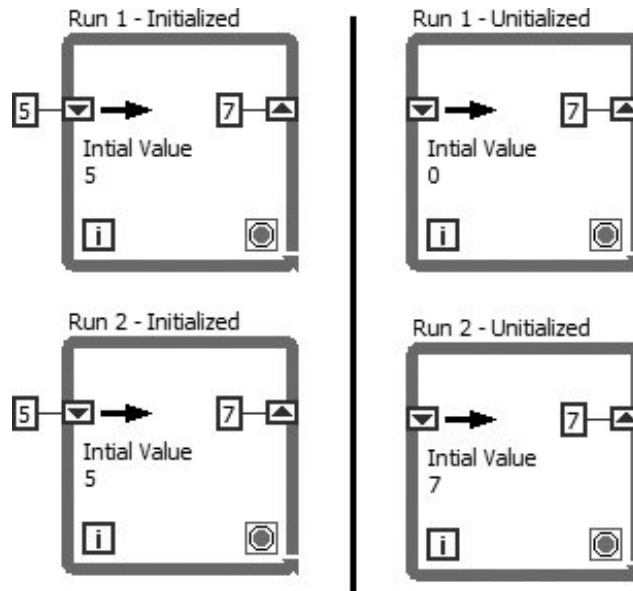 Run 1 - Initialized
5
7
Intial Value
5
i
Run 1 - Unitialized
7
Intial Value
0
i
Run 2 - Initialized
5
7
Intial Value
5
i
Run 2 - Unitialized
7
Intial Value
7
i